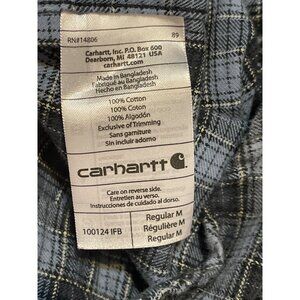 RN#14806 89
Carhartt, Inc. P.O. Box 600
Dearborn, MI 48121 USA
carhartt.com
Made in Bangladesh
Fabriqué au Bangladesh
Hecho en Bangladesh
100% Cotton
100% Coton
100% Algodón
Exclusive of Trimming
Sans garniture
Sin incluir adorno
carhartt
Care on reverse side.
Entretien au verso.
Instrucciones de cuidado al dorso.
100124 IFB
Regular M
Régulière M
Regular M